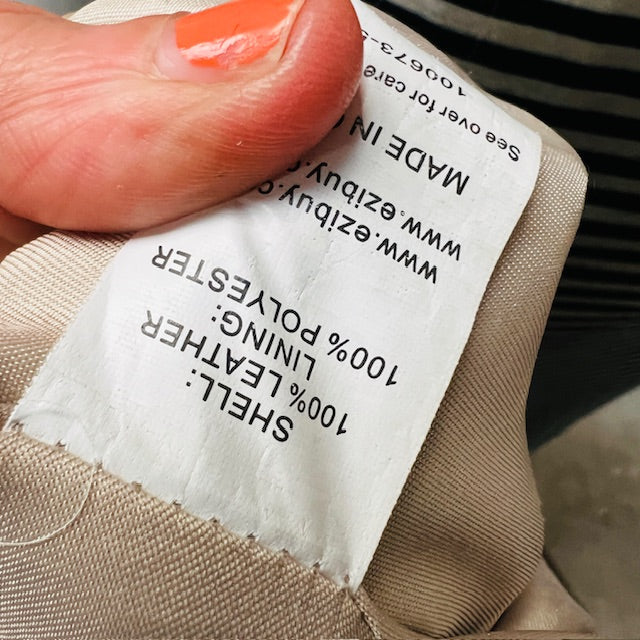 SHELL:
100% LEATHER
LINING:
100% POLYESTER
www.ezibuy.
www.ezibuy.
MADE IN
See over for care
100673-